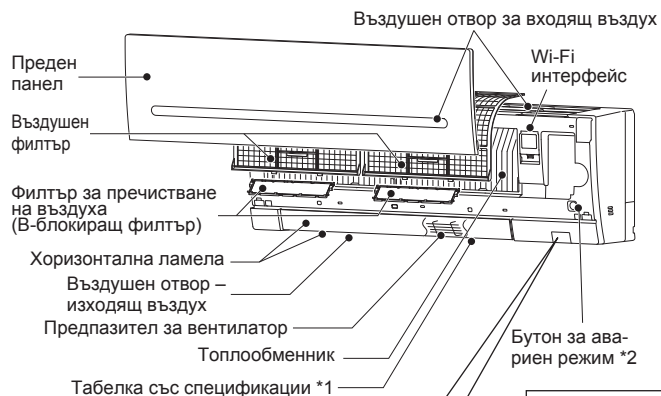 Въздушен отвор за входящ въздух
Преден
панел
Wi-Fi
интерфейс
Въздушен
филтър
Филтър за пречистване
на въздуха
(В-блокиращ филтър)
Хоризонтална ламела
Въздушен отвор –
изходящ въздух
Предпазител за вентилатор
Топлообменник
Бутон за ава-
риен режим *2
Табелка със спецификации *1